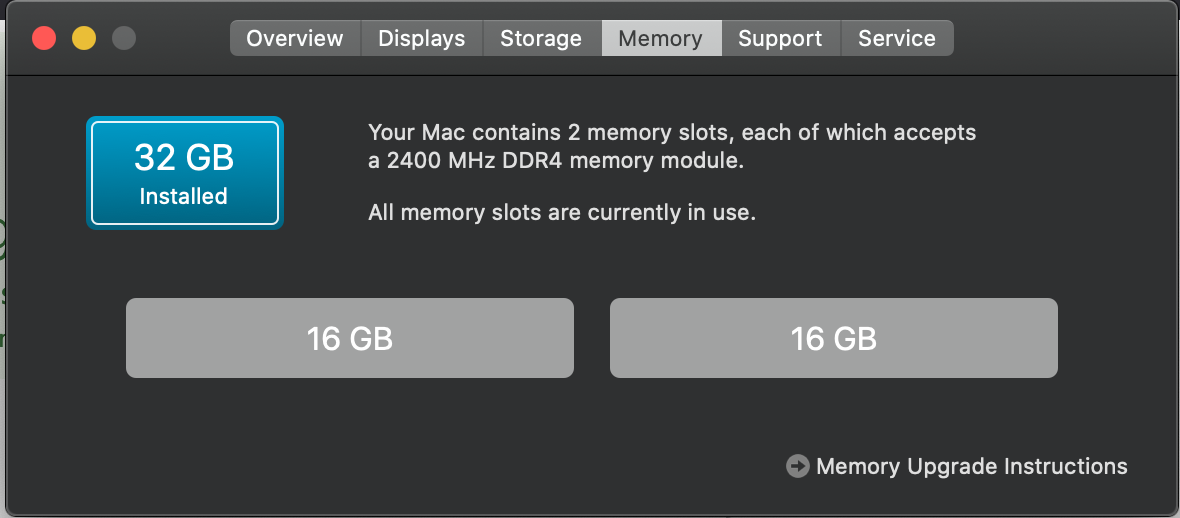 Overview Displays Storage Memory Support Service
32 GB
Installed
Your Mac contains 2 memory slots, each of which accepts
a 2400 MHz DDR4 memory module.
All memory slots are currently in use.
16 GB 16 GB
Memory Upgrade Instructions